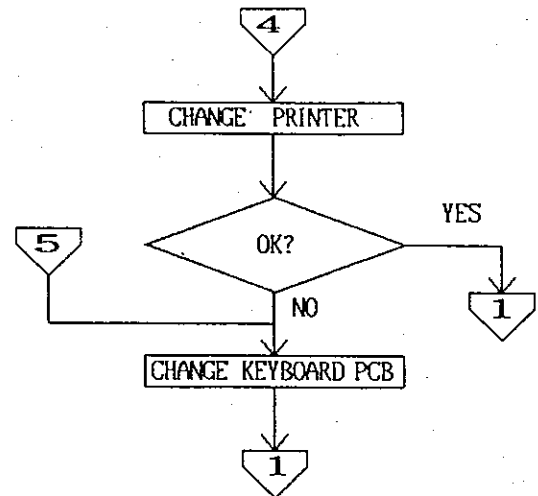 4
CHANGE PRINTER
YES
5
OK?
1
NO
CHANGE KEYBOARD PCB
1